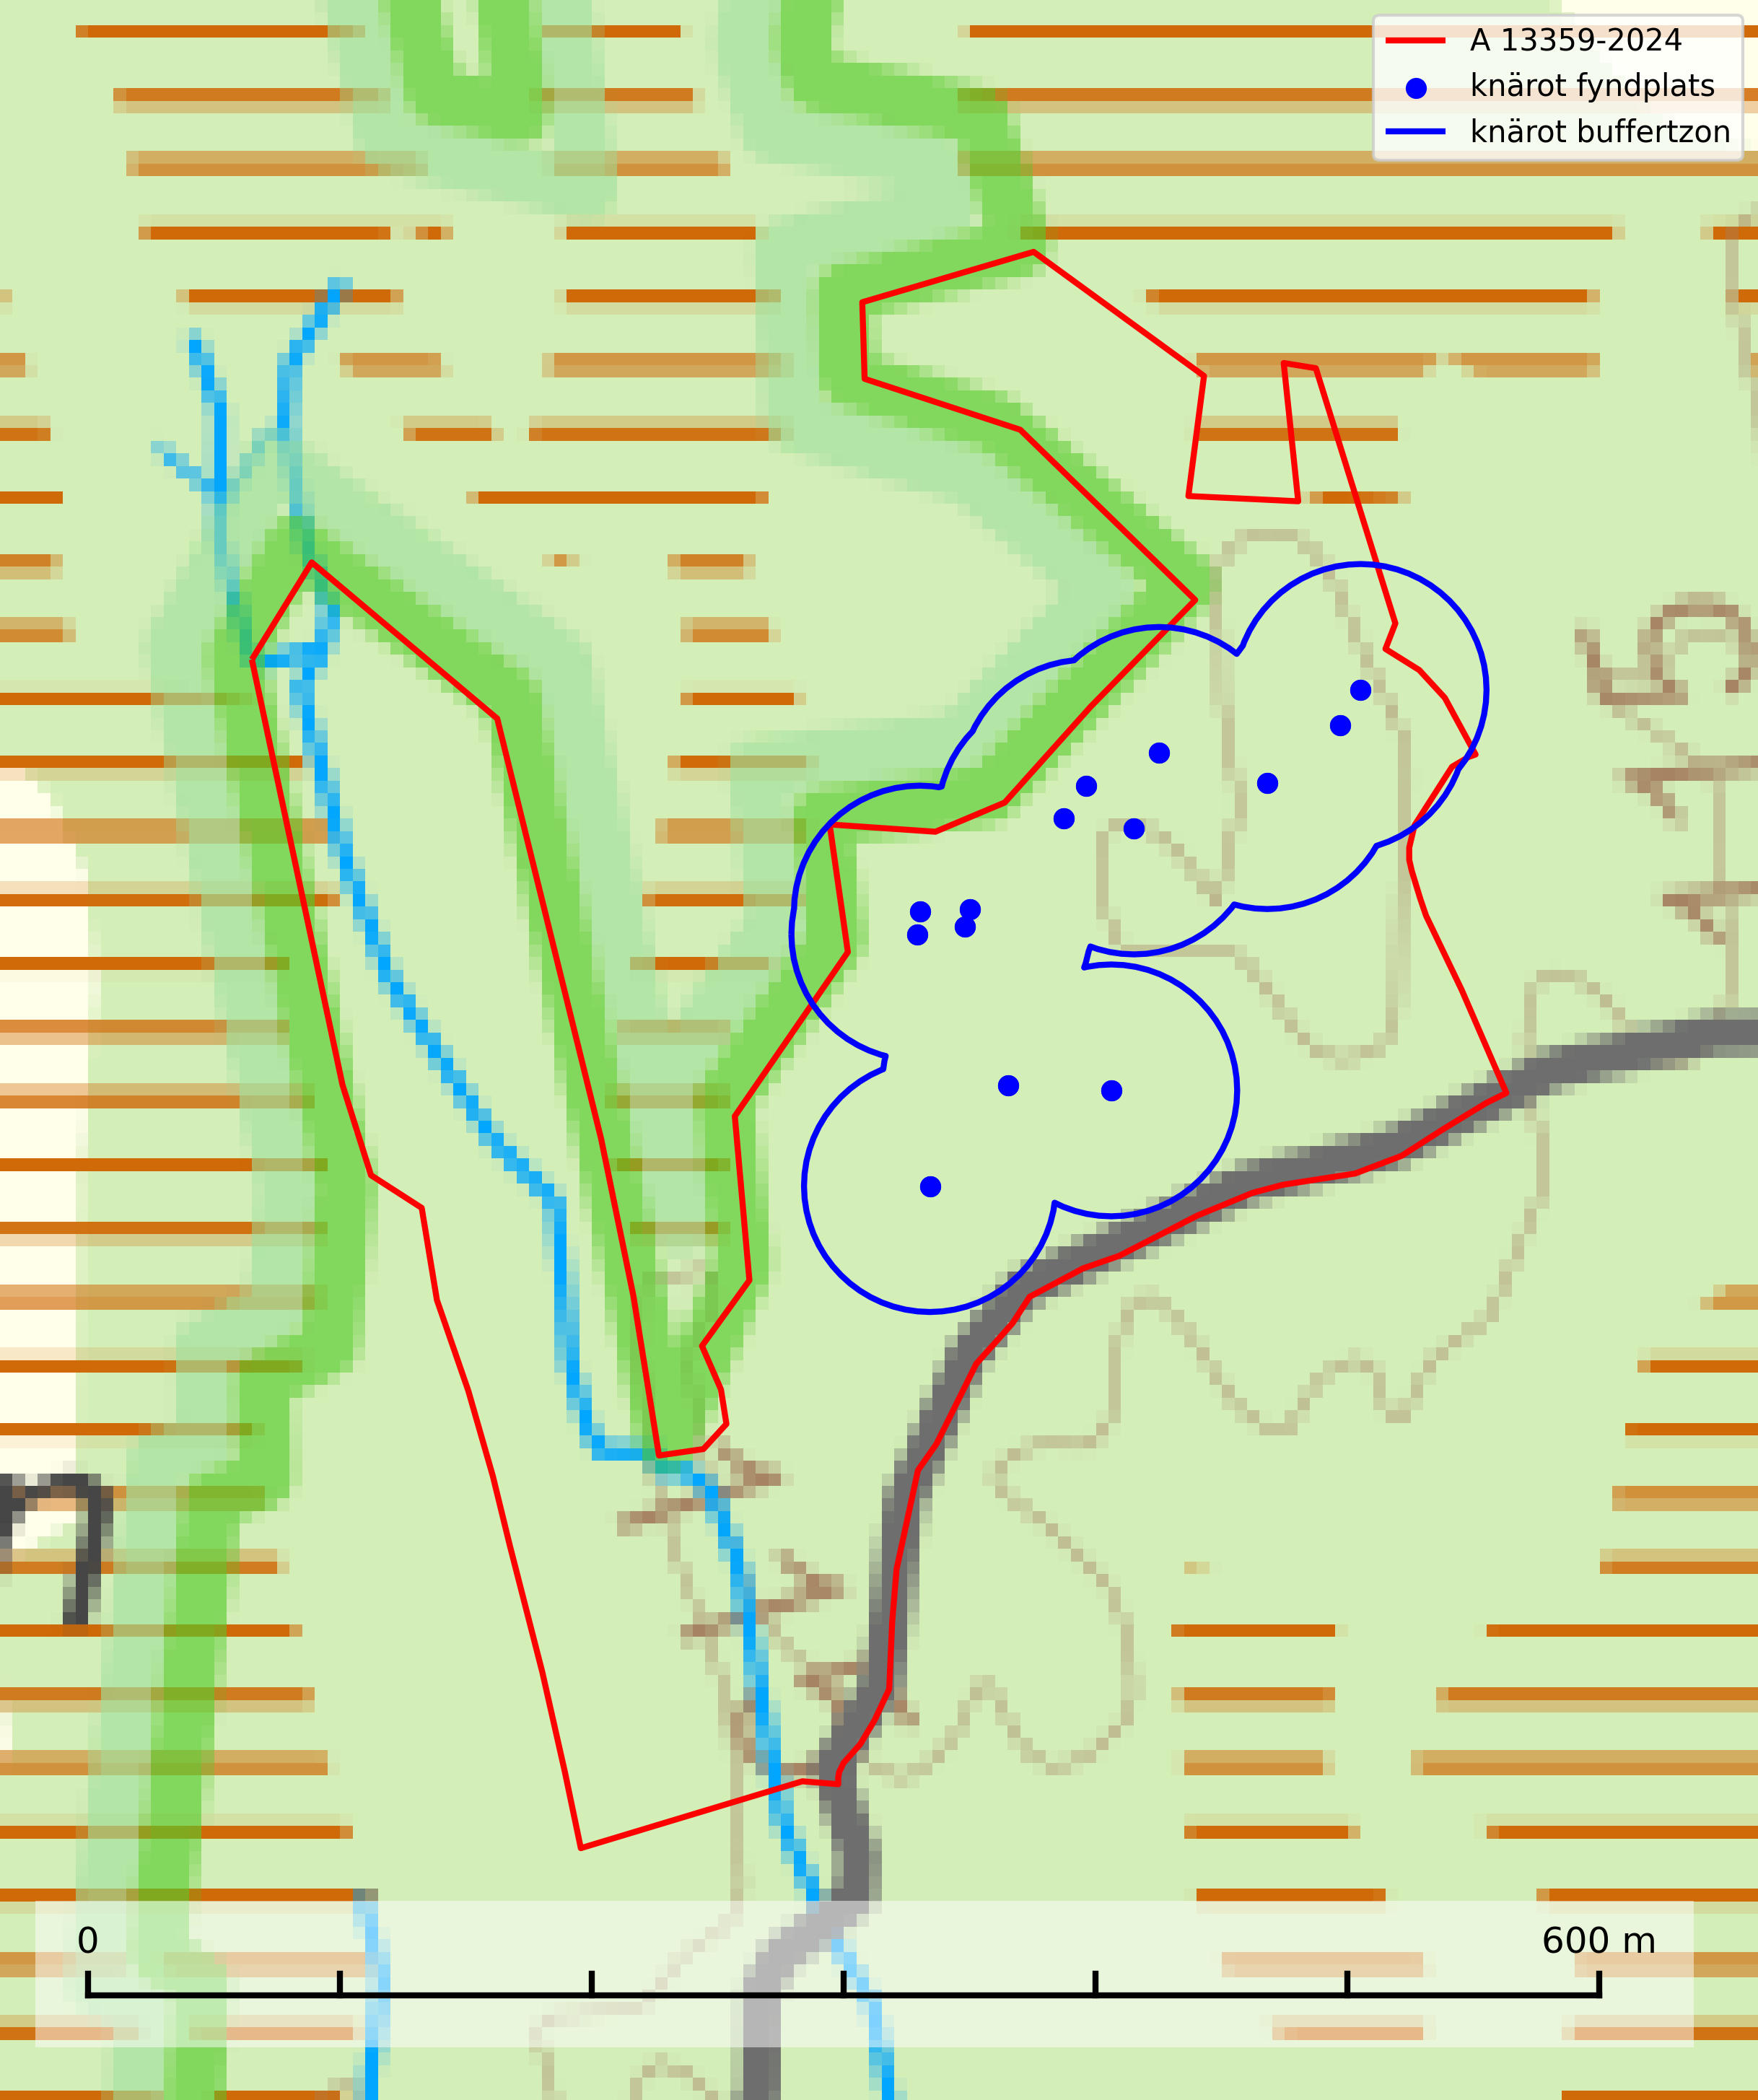 A 13359-2024
knärot fyndplats
knärot buffertzon
0
600 m